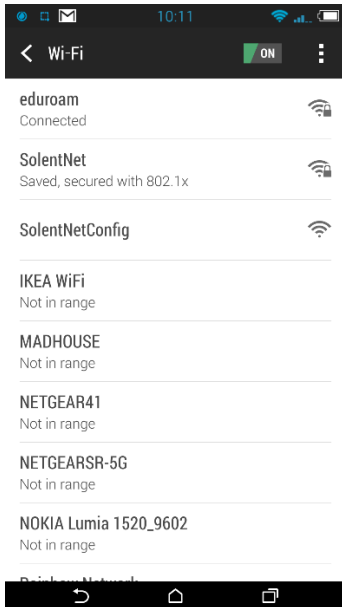 10:11
Wi-Fi
ON
eduroam
Connected
SolentNet
Saved, secured with 802.1x
SolentNetConfig
IKEA WiFi
Not in range
MADHOUSE
Not in range
NETGEAR41
Not in range
NETGEARSR-5G
Not in range
NOKIA Lumia 1520_9602
Not in range
Rainbow Network